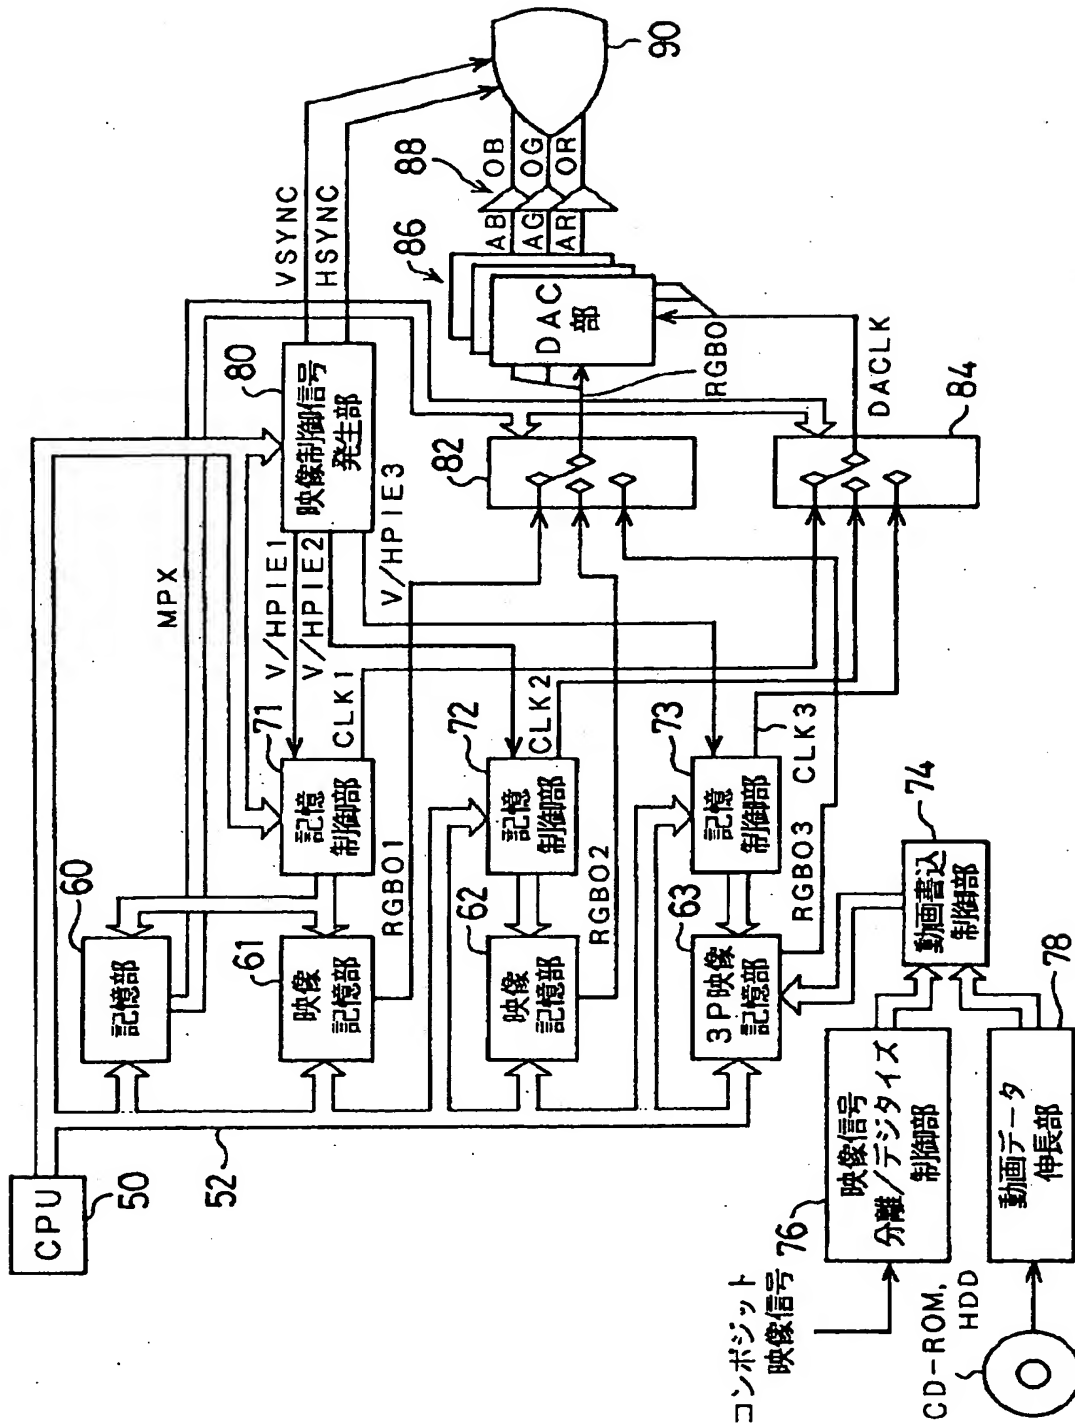 CPU
50
52
60
記憶部
MPX
61
映像
記憶部
71
記憶
制御部
V/HPIE1
V/HPIE2
CLK1
RGBO1
80
映像制御信号
発生部
VSYNC
HSYNC
V/HPIE3
62
映像
記憶部
72
記憶
制御部
CLK2
RGBO2
82
86
DAC
部
AB
AG
AR
88
OB
OG
OR
90
RGBO
63
3P映像
記憶部
73
記憶
制御部
CLK3
RGBO3
84
DACLK
コンポジット
映像信号
76
映像信号
分離/デジタイズ
制御部
74
動画書込
制御部
CD-ROM,
HDD
動画データ
伸長部
78